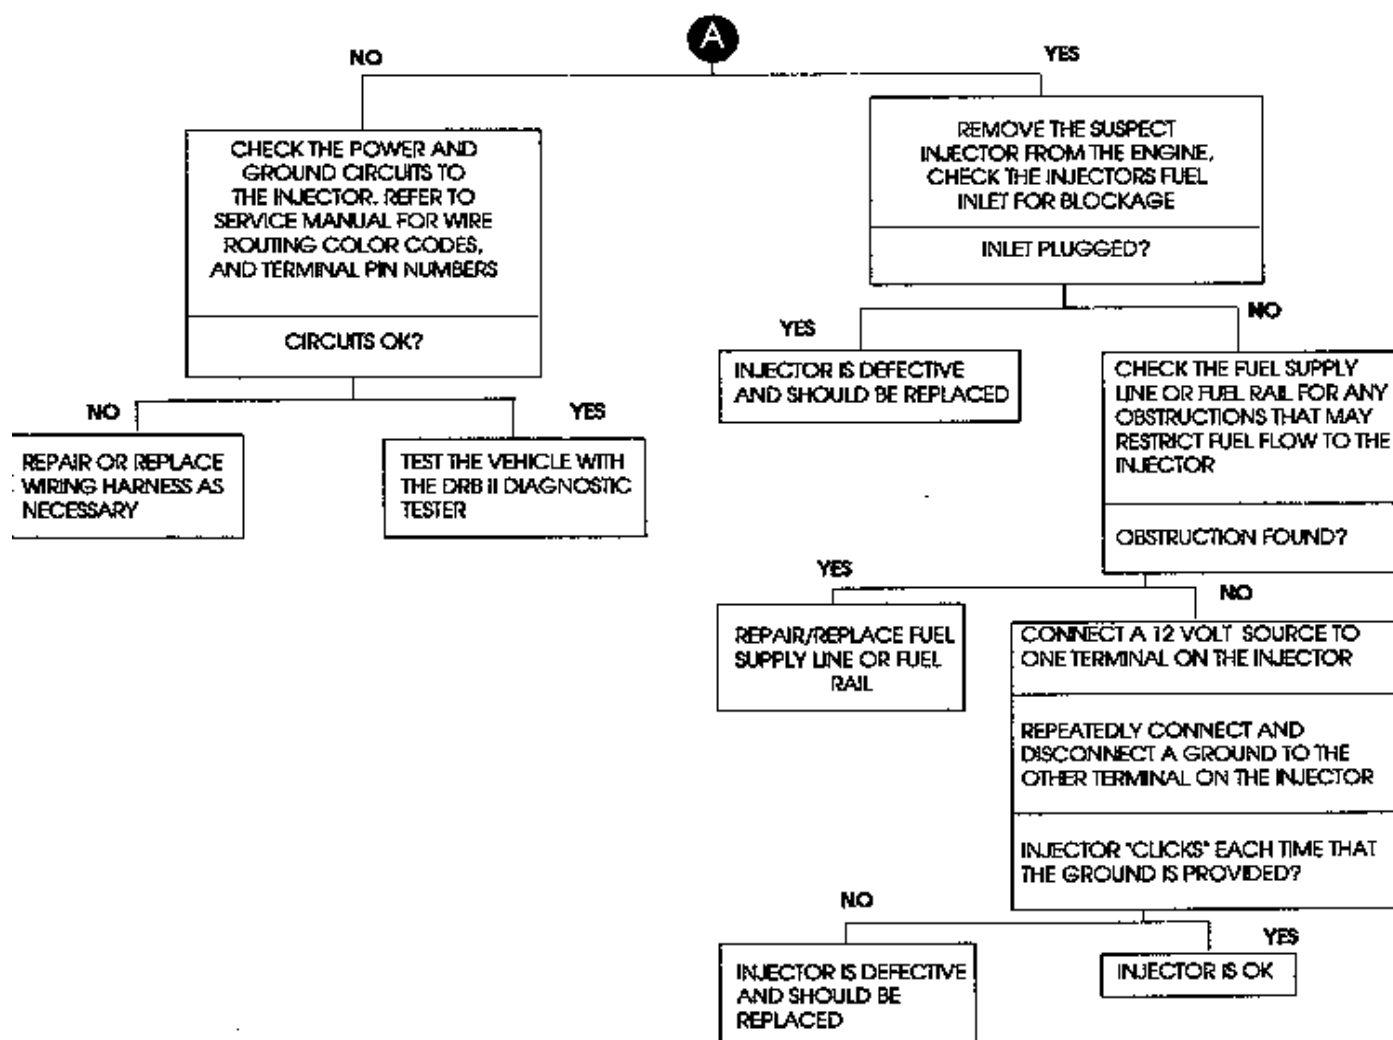 A
NO
YES
CHECK THE POWER AND
GROUND CIRCUITS TO
THE INJECTOR. REFER TO
SERVICE MANUAL FOR WIRE
ROUTING COLOR CODES,
AND TERMINAL PIN NUMBERS
CIRCUITS OK?
REMOVE THE SUSPECT
INJECTOR FROM THE ENGINE,
CHECK THE INJECTORS FUEL
INLET FOR BLOCKAGE
INLET PLUGGED?
NO
REPAIR OR REPLACE
WIRING HARNESS AS
NECESSARY
YES
TEST THE VEHICLE WITH
THE DRB II DIAGNOSTIC
TESTER
YES
INJECTOR IS DEFECTIVE
AND SHOULD BE REPLACED
NO
CHECK THE FUEL SUPPLY
LINE OR FUEL RAIL FOR ANY
OBSTRUCTIONS THAT MAY
RESTRICT FUEL FLOW TO THE
INJECTOR
OBSTRUCTION FOUND?
YES
REPAIR/REPLACE FUEL
SUPPLY LINE OR FUEL
RAIL
NO
CONNECT A 12 VOLT SOURCE TO
ONE TERMINAL ON THE INJECTOR
REPEATEDLY CONNECT AND
DISCONNECT A GROUND TO THE
OTHER TERMINAL ON THE INJECTOR
INJECTOR "CLICKS" EACH TIME THAT
THE GROUND IS PROVIDED?
NO
INJECTOR IS DEFECTIVE
AND SHOULD BE
REPLACED
YES
INJECTOR IS OK